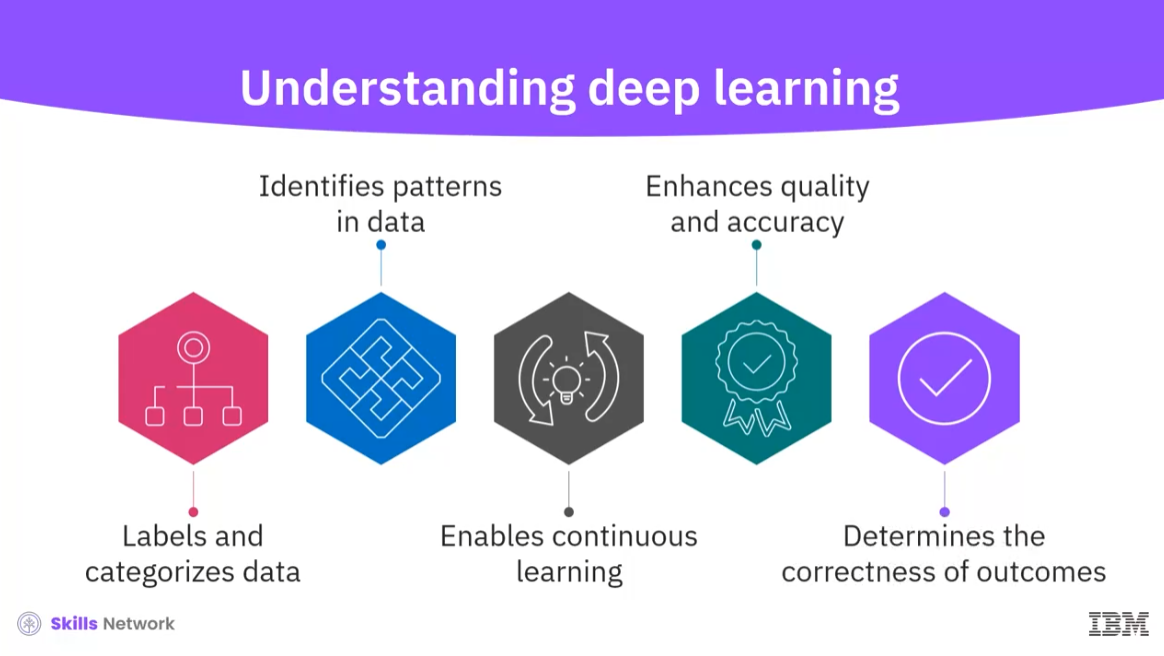 Understanding deep learning
Identifies patterns
in data
Enhances quality
and accuracy
Labels and
categorizes data
Enables continuous
learning
Determines the
correctness of outcomes
Skills Network
IBM